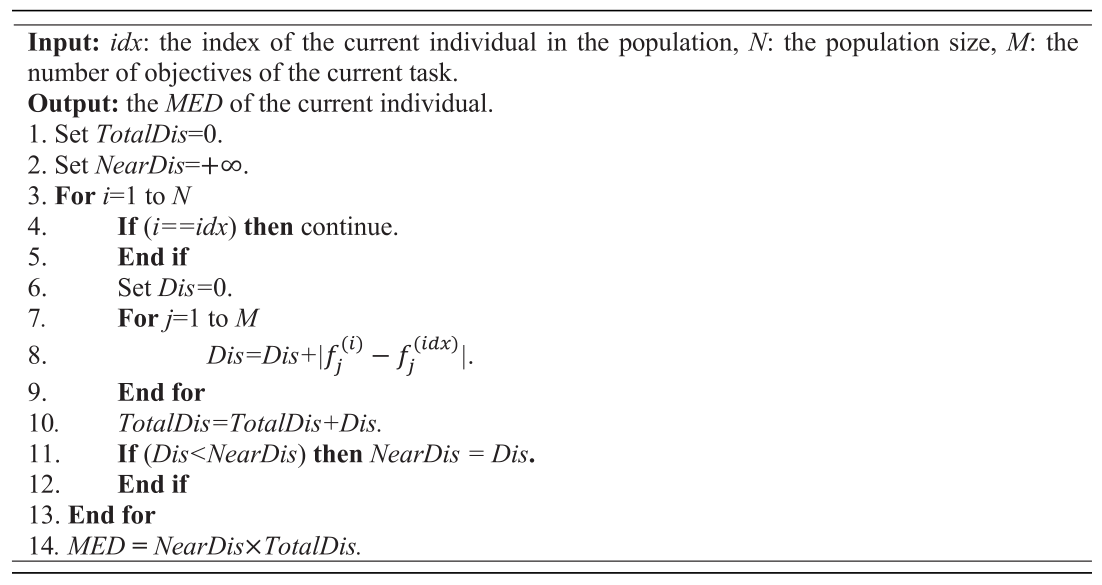 Input: idx: the index of the current individual in the population, N: the population size, M: the
number of objectives of the current task.
Output: the MED of the current individual.
1. Set TotalDis=0.
2. Set NearDis=+∞.
3. For i=1 to N
4. If (i==idx) then continue.
5. End if
6. Set Dis=0.
7. For j=1 to M
8. Dis=Dis+|f_j^{(i)} − f_j^{(idx)}|.
9. End for
10. TotalDis=TotalDis+Dis.
11. If (Dis<NearDis) then NearDis = Dis.
12. End if
13. End for
14. MED = NearDis×TotalDis.